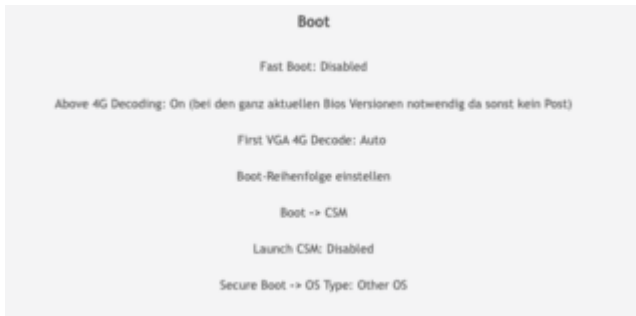 Boot
Fast Boot: Disabled
Above 4G Decoding: On (bei den ganz aktuellen Bios Versionen notwendig da sonst kein Post)
First VGA 4G Decode: Auto
Boot-Reihenfolge einstellen
Boot -> CSM
Launch CSM: Disabled
Secure Boot -> OS Type: Other OS